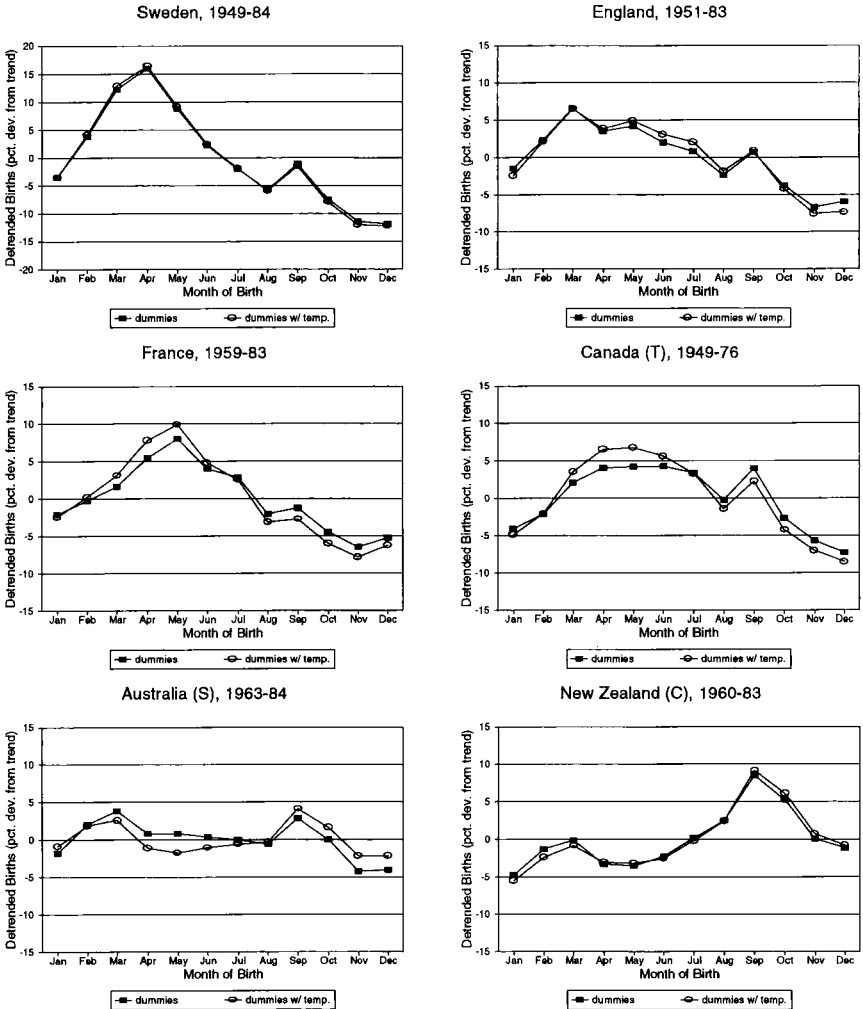 Sweden, 1949-84
Detrended Births (pct. dev. from trend)
20
15
10
5
0
-5
-10
-15
-20
Jan Feb Mar Apr May Jun Jul Aug Sep Oct Nov Dec
Month of Birth
dummies dummies w/ temp.
England, 1951-83
Detrended Births (pct. dev. from trend)
15
10
5
0
-5
-10
-15
Jan Feb Mar Apr May Jun Jul Aug Sep Oct Nov Dec
Month of Birth
dummies dummies w/ temp.
France, 1959-83
Detrended Births (pct. dev. from trend)
15
10
5
0
-5
-10
-15
Jan Feb Mar Apr May Jun Jul Aug Sep Oct Nov Dec
Month of Birth
dummies dummies w/ temp.
Canada (T), 1949-76
Detrended Births (pct. dev. from trend)
15
10
5
0
-5
-10
-15
Jan Feb Mar Apr May Jun Jul Aug Sep Oct Nov Dec
Month of Birth
dummies dummies w/ temp.
Australia (S), 1963-84
Detrended Births (pct. dev. from trend)
15
10
5
0
-5
-10
-15
Jan Feb Mar Apr May Jun Jul Aug Sep Oct Nov Dec
Month of Birth
dummies dummies w/ temp.
New Zealand (C), 1960-83
Detrended Births (pct. dev. from trend)
15
10
5
0
-5
-10
-15
Jan Feb Mar Apr May Jun Jul Aug Sep Oct Nov Dec
Month of Birth
dummies dummies w/ temp.